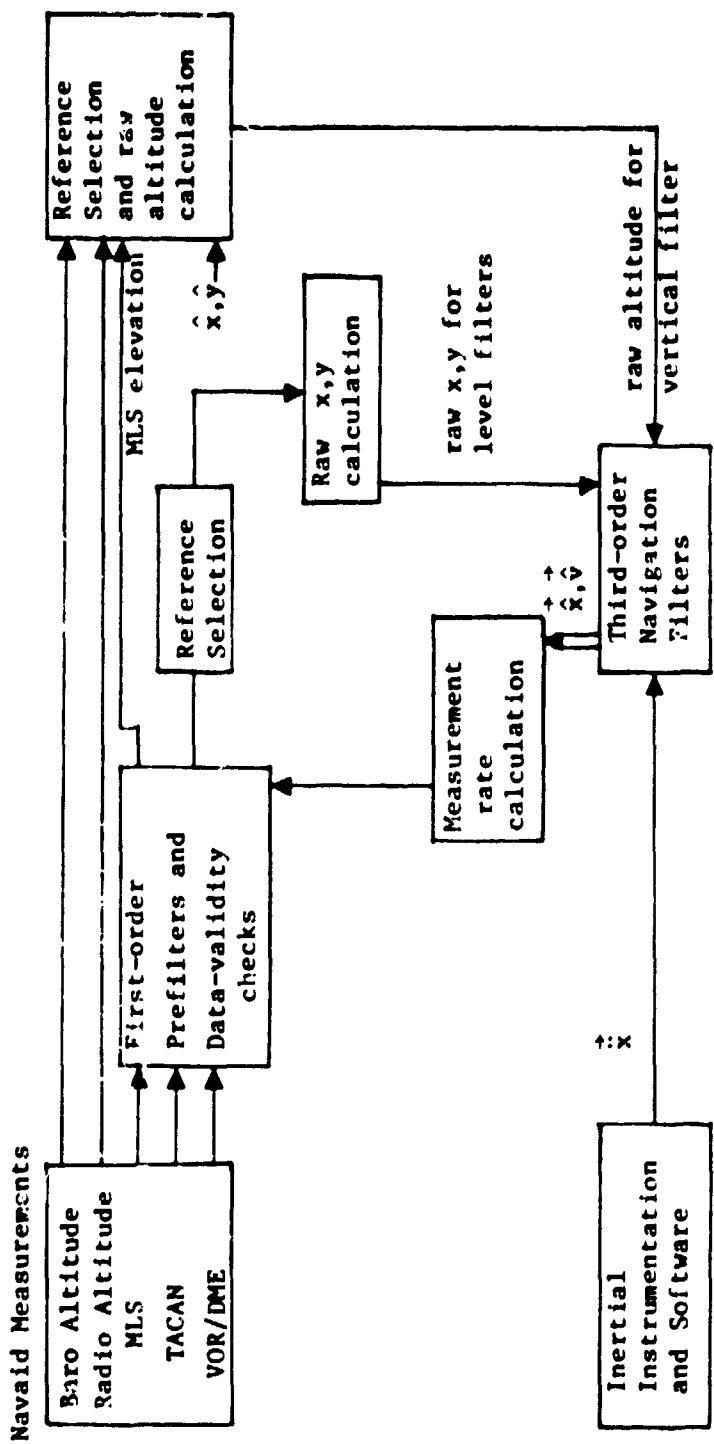 Navaid Measurements
Baro Altitude
Radio Altitude
MLS
TACAN
VOR/DME
First-order
Prefilters and
Data-validity
checks
MLS elevation
x̂,ŷ
Reference
Selection
and raw
altitude
calculation
Reference
Selection
Raw x,y
calculation
raw x,y for
level filters
raw altitude for
vertical filter
Measurement
rate
calculation
Third-order
Navigation
Filters
Inertial
Instrumentation
and Software